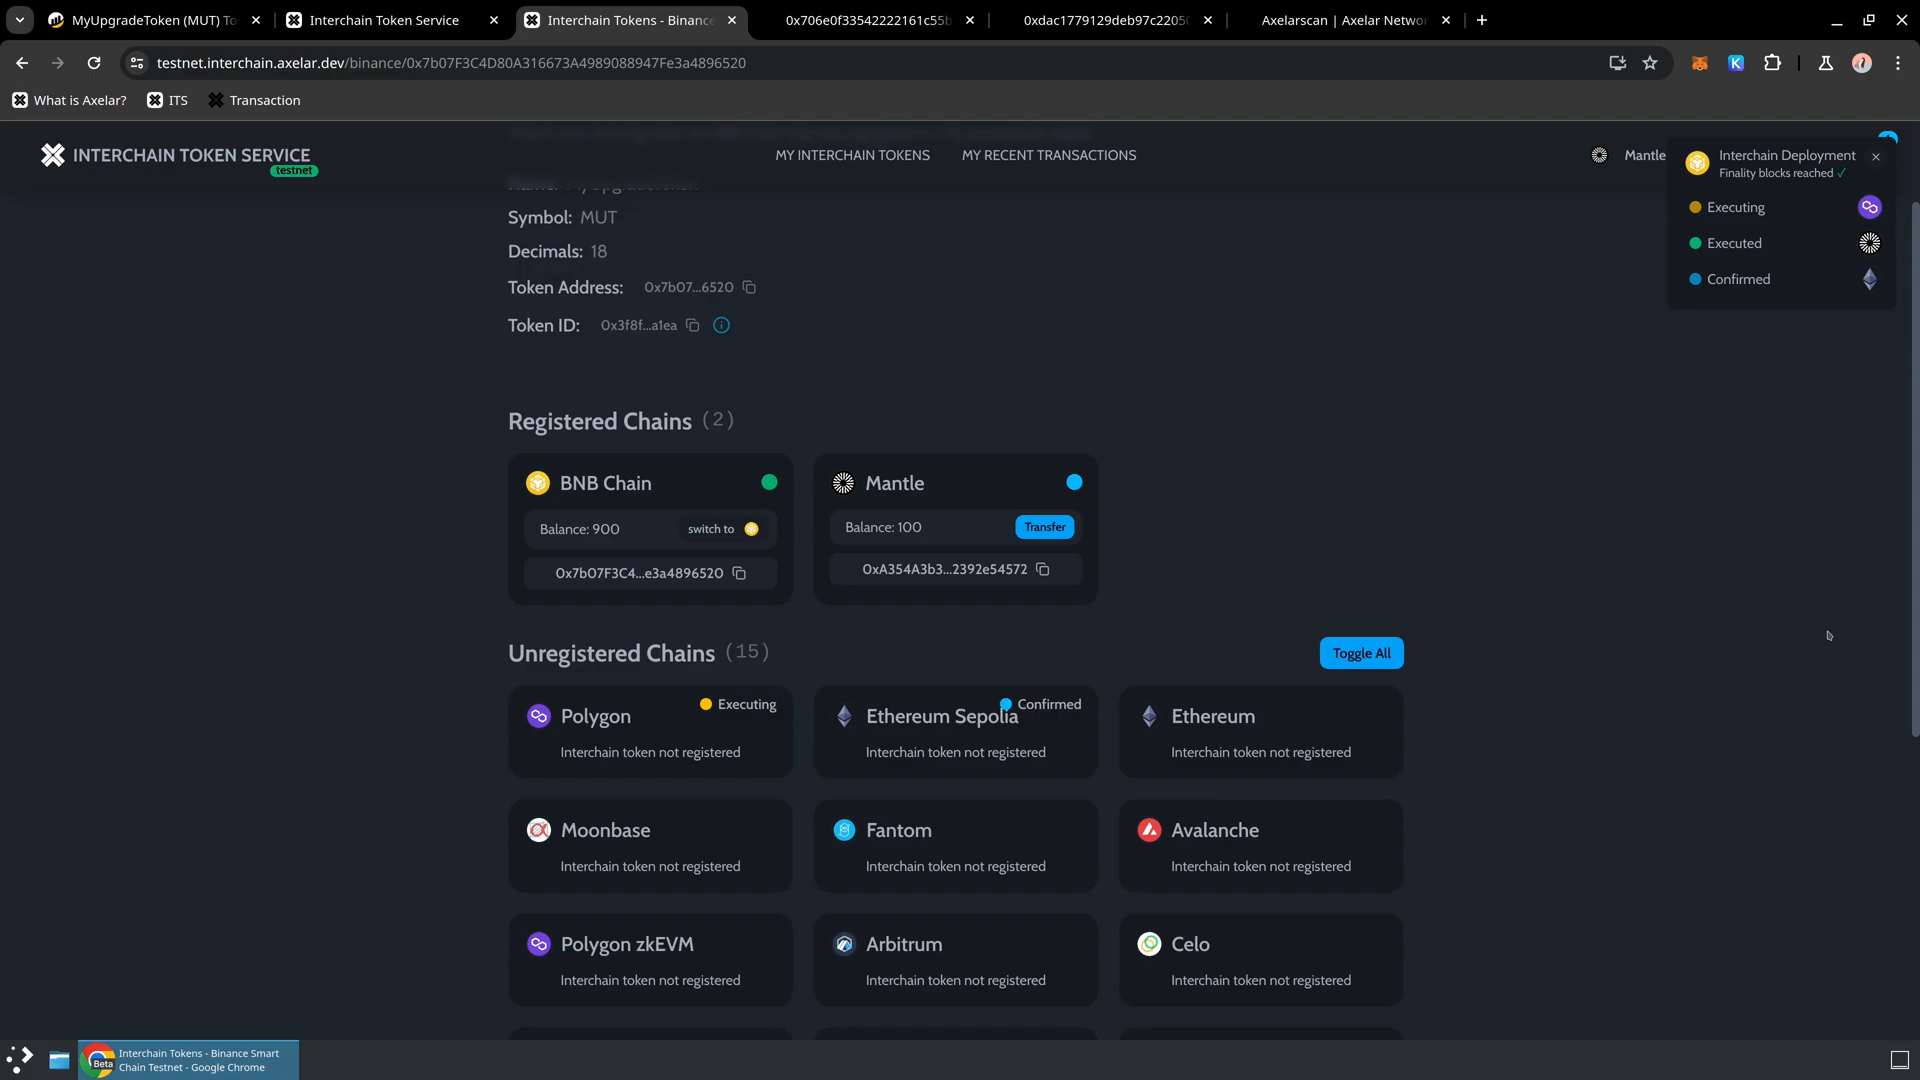 MyUpgradeToken (MUT) To
Interchain Token Service
Interchain Tokens - Binance
0x706e0f33542222161c55b
0xdac1779129deb97c2205
Axelarscan | Axelar Networ
testnet.interchain.axelar.dev/binance/0x7b07F3C4D80A316673A4989088947Fe3a4896520
What is Axelar?
ITS
Transaction
INTERCHAIN TOKEN SERVICE
testnet
MY INTERCHAIN TOKENS
MY RECENT TRANSACTIONS
Mantle
Interchain Deployment
Finality blocks reached ✓
Executing
Executed
Confirmed
Symbol: MUT
Decimals: 18
Token Address: 0x7b07...6520
Token ID: 0x3f8f...a1ea
Registered Chains (2)
BNB Chain
Balance: 900
switch to
0x7b07F3C4...e3a4896520
Mantle
Balance: 100
Transfer
0xA354A3b3...2392e54572
Unregistered Chains (15)
Toggle All
Polygon
Executing
Interchain token not registered
Ethereum Sepolia
Confirmed
Interchain token not registered
Ethereum
Interchain token not registered
Moonbase
Interchain token not registered
Fantom
Interchain token not registered
Avalanche
Interchain token not registered
Polygon zkEVM
Interchain token not registered
Arbitrum
Interchain token not registered
Celo
Interchain token not registered
Beta
Interchain Tokens - Binance Smart
Chain Testnet - Google Chrome